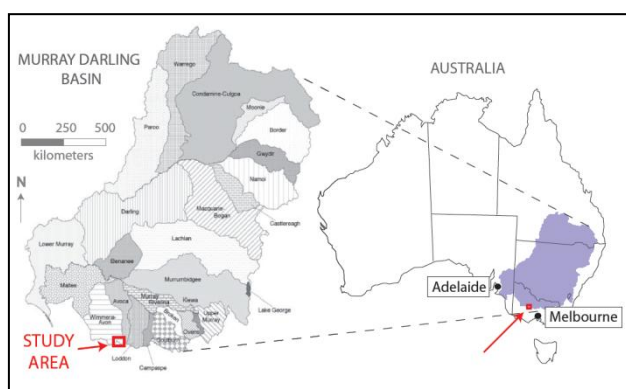 MURRAY DARLING
BASIN
0 250 500
kilometers
N
Warrego
Condamine-Culgoa
Moonie
Border
Paroo
Gwydir
Namoi
Macquarie-
Bogan
Castlereagh
Darling
Lachlan
Lower Murray
Benanee
Murrumbidgee
Lake George
Mallee
Avoca
Murray
Riverina
Kiewa
Upper
Murray
Wimmera-
Avon
Broken
Ovens
Goulburn
Loddon
Campaspe
STUDY
AREA
AUSTRALIA
Adelaide
Melbourne